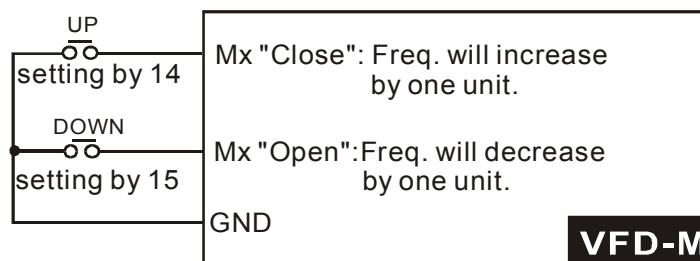 UP
setting by 14
Mx "Close": Freq. will increase
by one unit.
DOWN
setting by 15
Mx "Open":Freq. will decrease
by one unit.
GND
VFD-M